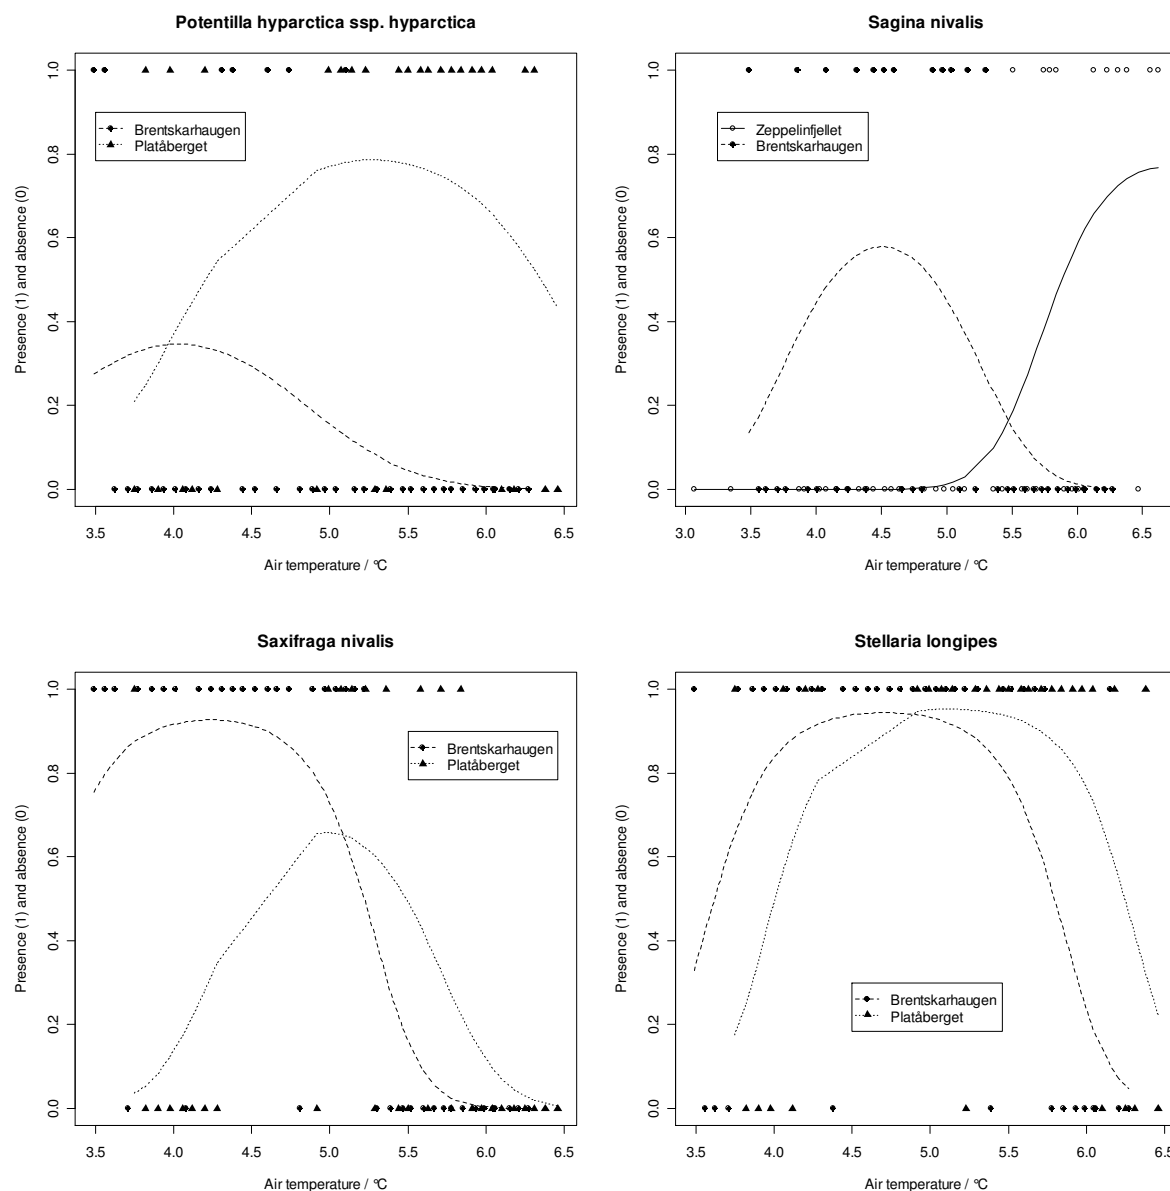 Potentilla hyparctica ssp. hyparctica
Presence (1) and absence (0)
1.0
0.8
0.6
0.4
0.2
0.0
Brentskarhaugen
Platåberget
3.5 4.0 4.5 5.0 5.5 6.0 6.5
Air temperature / °C
Sagina nivalis
Presence (1) and absence (0)
1.0
0.8
0.6
0.4
0.2
0.0
Zeppelinfjellet
Brentskarhaugen
3.0 3.5 4.0 4.5 5.0 5.5 6.0 6.5
Air temperature / °C
Saxifraga nivalis
Presence (1) and absence (0)
1.0
0.8
0.6
0.4
0.2
0.0
Brentskarhaugen
Platåberget
3.5 4.0 4.5 5.0 5.5 6.0 6.5
Air temperature / °C
Stellaria longipes
Presence (1) and absence (0)
1.0
0.8
0.6
0.4
0.2
0.0
Brentskarhaugen
Platåberget
3.5 4.0 4.5 5.0 5.5 6.0 6.5
Air temperature / °C